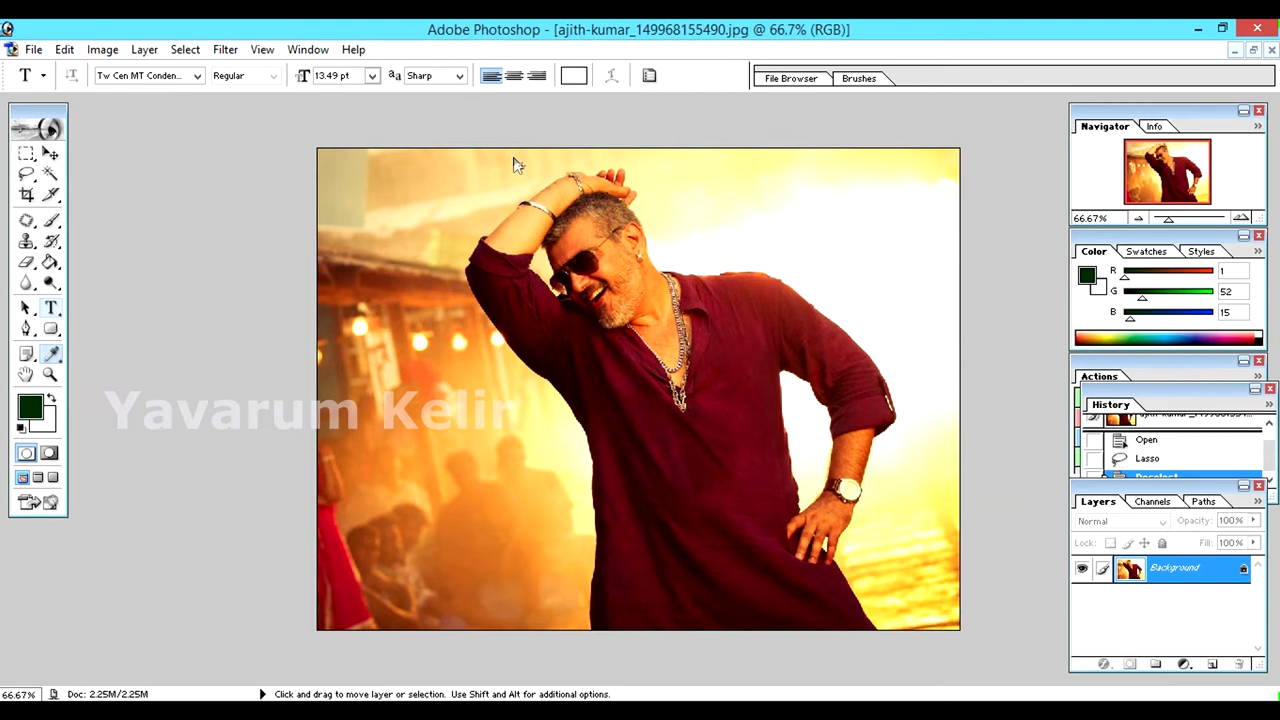 Adobe Photoshop - [ajith-kumar_149968155490.jpg @ 66.7% (RGB)]
File Edit Image Layer Select Filter View Window Help
T Tw Cen MT Conden... Regular T 13.49 pt aa Sharp
File Browser Brushes
Navigator Info
66.67%
Color Swatches Styles
R 1
G 52
B 15
Actions
History
Open
Lasso
Deselect
Layers Channels Paths
Normal Opacity: 100%
Lock: Fill: 100%
Background
Yavarum Kelir
66.67% Doc: 2.25M/2.25M Click and drag to move layer or selection. Use Shift and Alt for additional options.